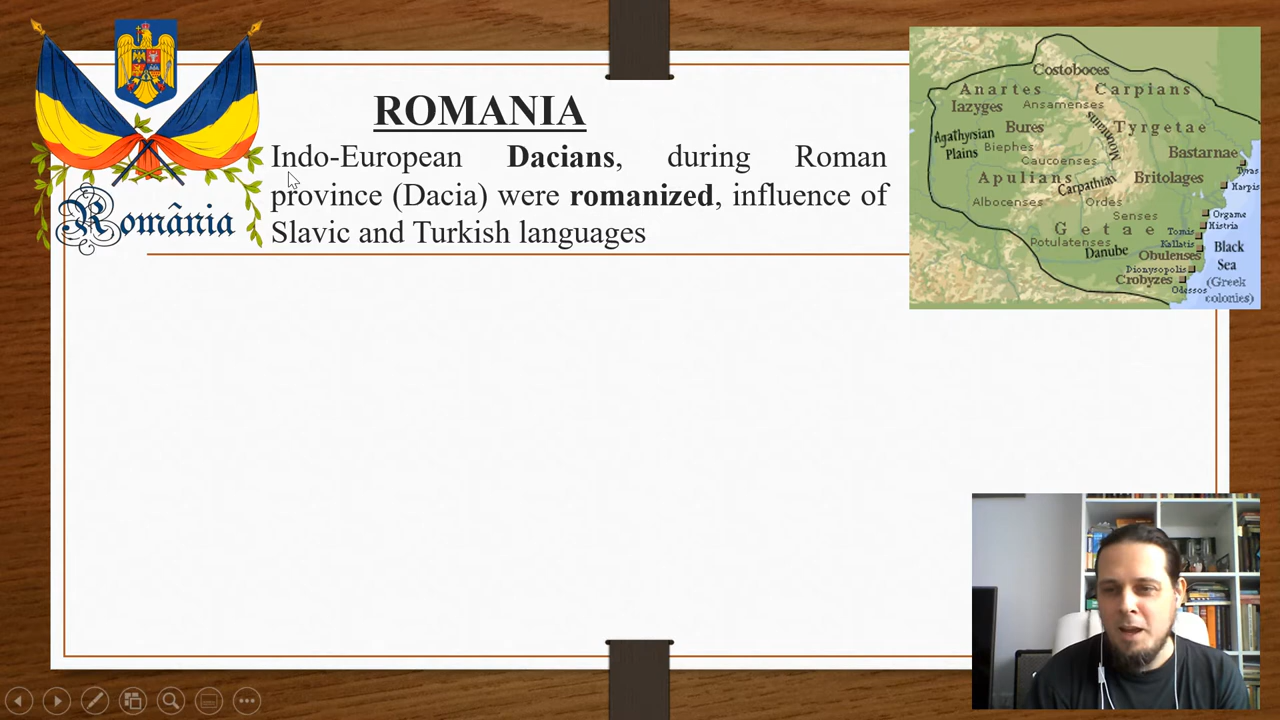 ROMANIA
Indo-European Dacians, during Roman
province (Dacia) were romanized, influence of
Slavic and Turkish languages
România
Costoboces
Anartes
Carpians
Iazyges
Ansamenses
Agathyrsian
Plains
Bures
Tyrgetae
Biephes
Mountains
Caucoenses
Bastarnae
Apulians
Carpathian
Britolages
Tyras
Harpis
Albocenses
Ordes
Senses
Orgame
Getae
Histria
Tomis
Potulatenses
Kallatis
Danube
Obulenses
Black
Sea
(Greek
colonies)
Dionysopolis
Crobyzes
Odessos